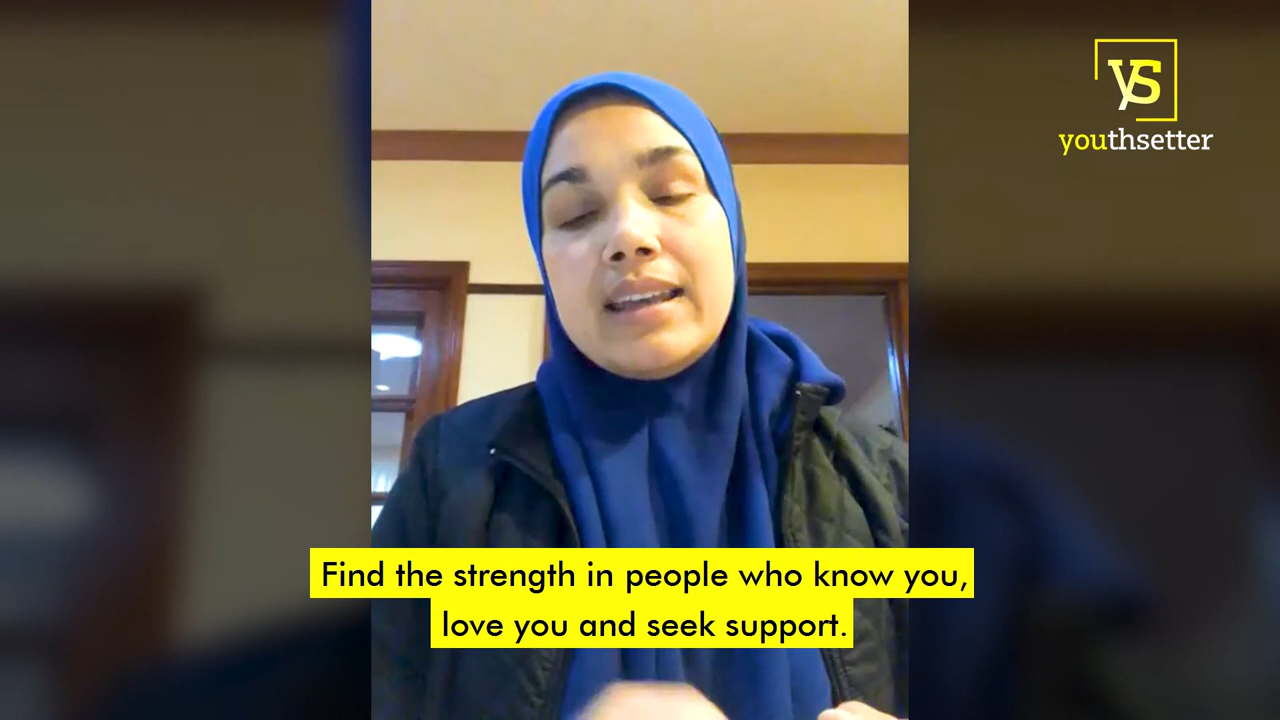 YS
youthsetter
Find the strength in people who know you,
love you and seek support.